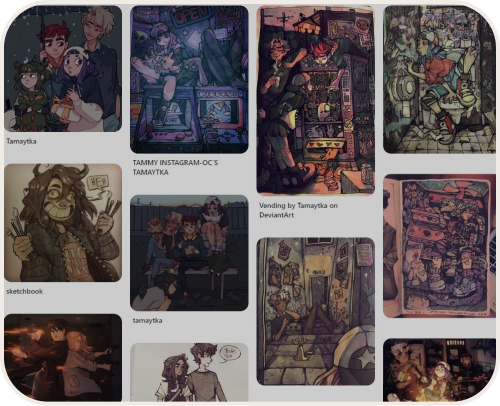 Tamaytka
TAMMY INSTAGRAM-OC`S
TAMAYTKA
Vending by Tamaytka on
DeviantArt
sketchbook
tamaytka